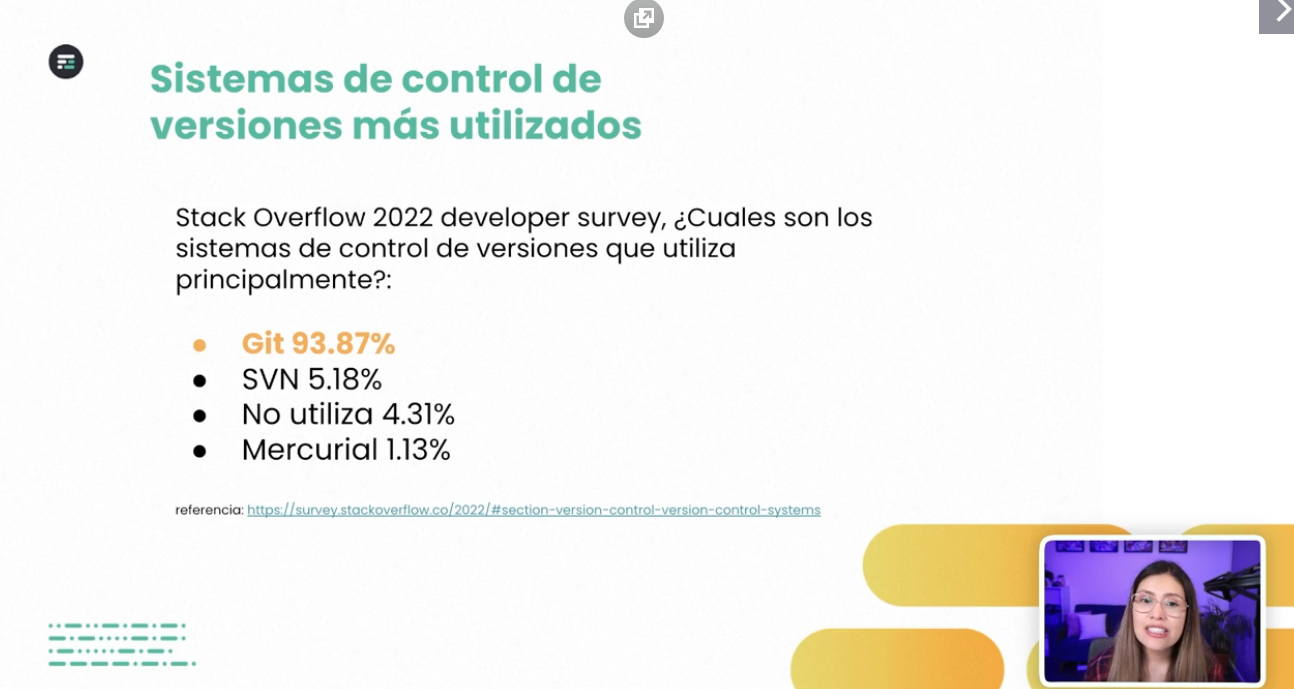 Sistemas de control de
versiones más utilizados
Stack Overflow 2022 developer survey, ¿Cuales son los
sistemas de control de versiones que utiliza
principalmente?:
● Git 93.87%
● SVN 5.18%
● No utiliza 4.31%
● Mercurial 1.13%
referencia: https://survey.stackoverflow.co/2022/#section-version-control-version-control-systems